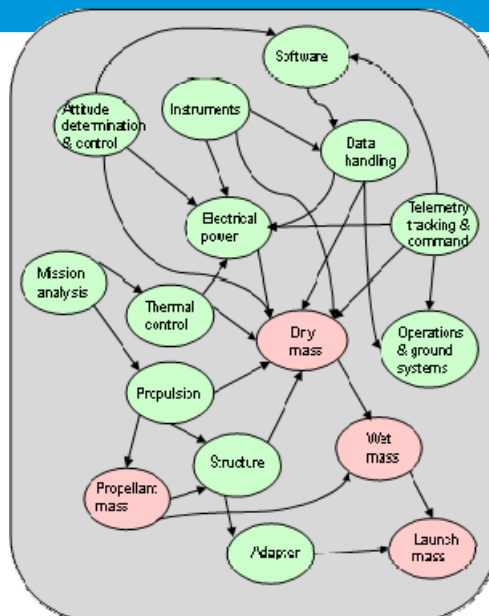 Software
Attitude
determination
& control
Instruments
Data
handling
Electrical
power
Telemetry
tracking &
command
Mission
analysis
Thermal
control
Dry
mass
Operations
& ground
systems
Propulsion
Structure
Wet
mass
Propellant
mass
Adapter
Launch
mass